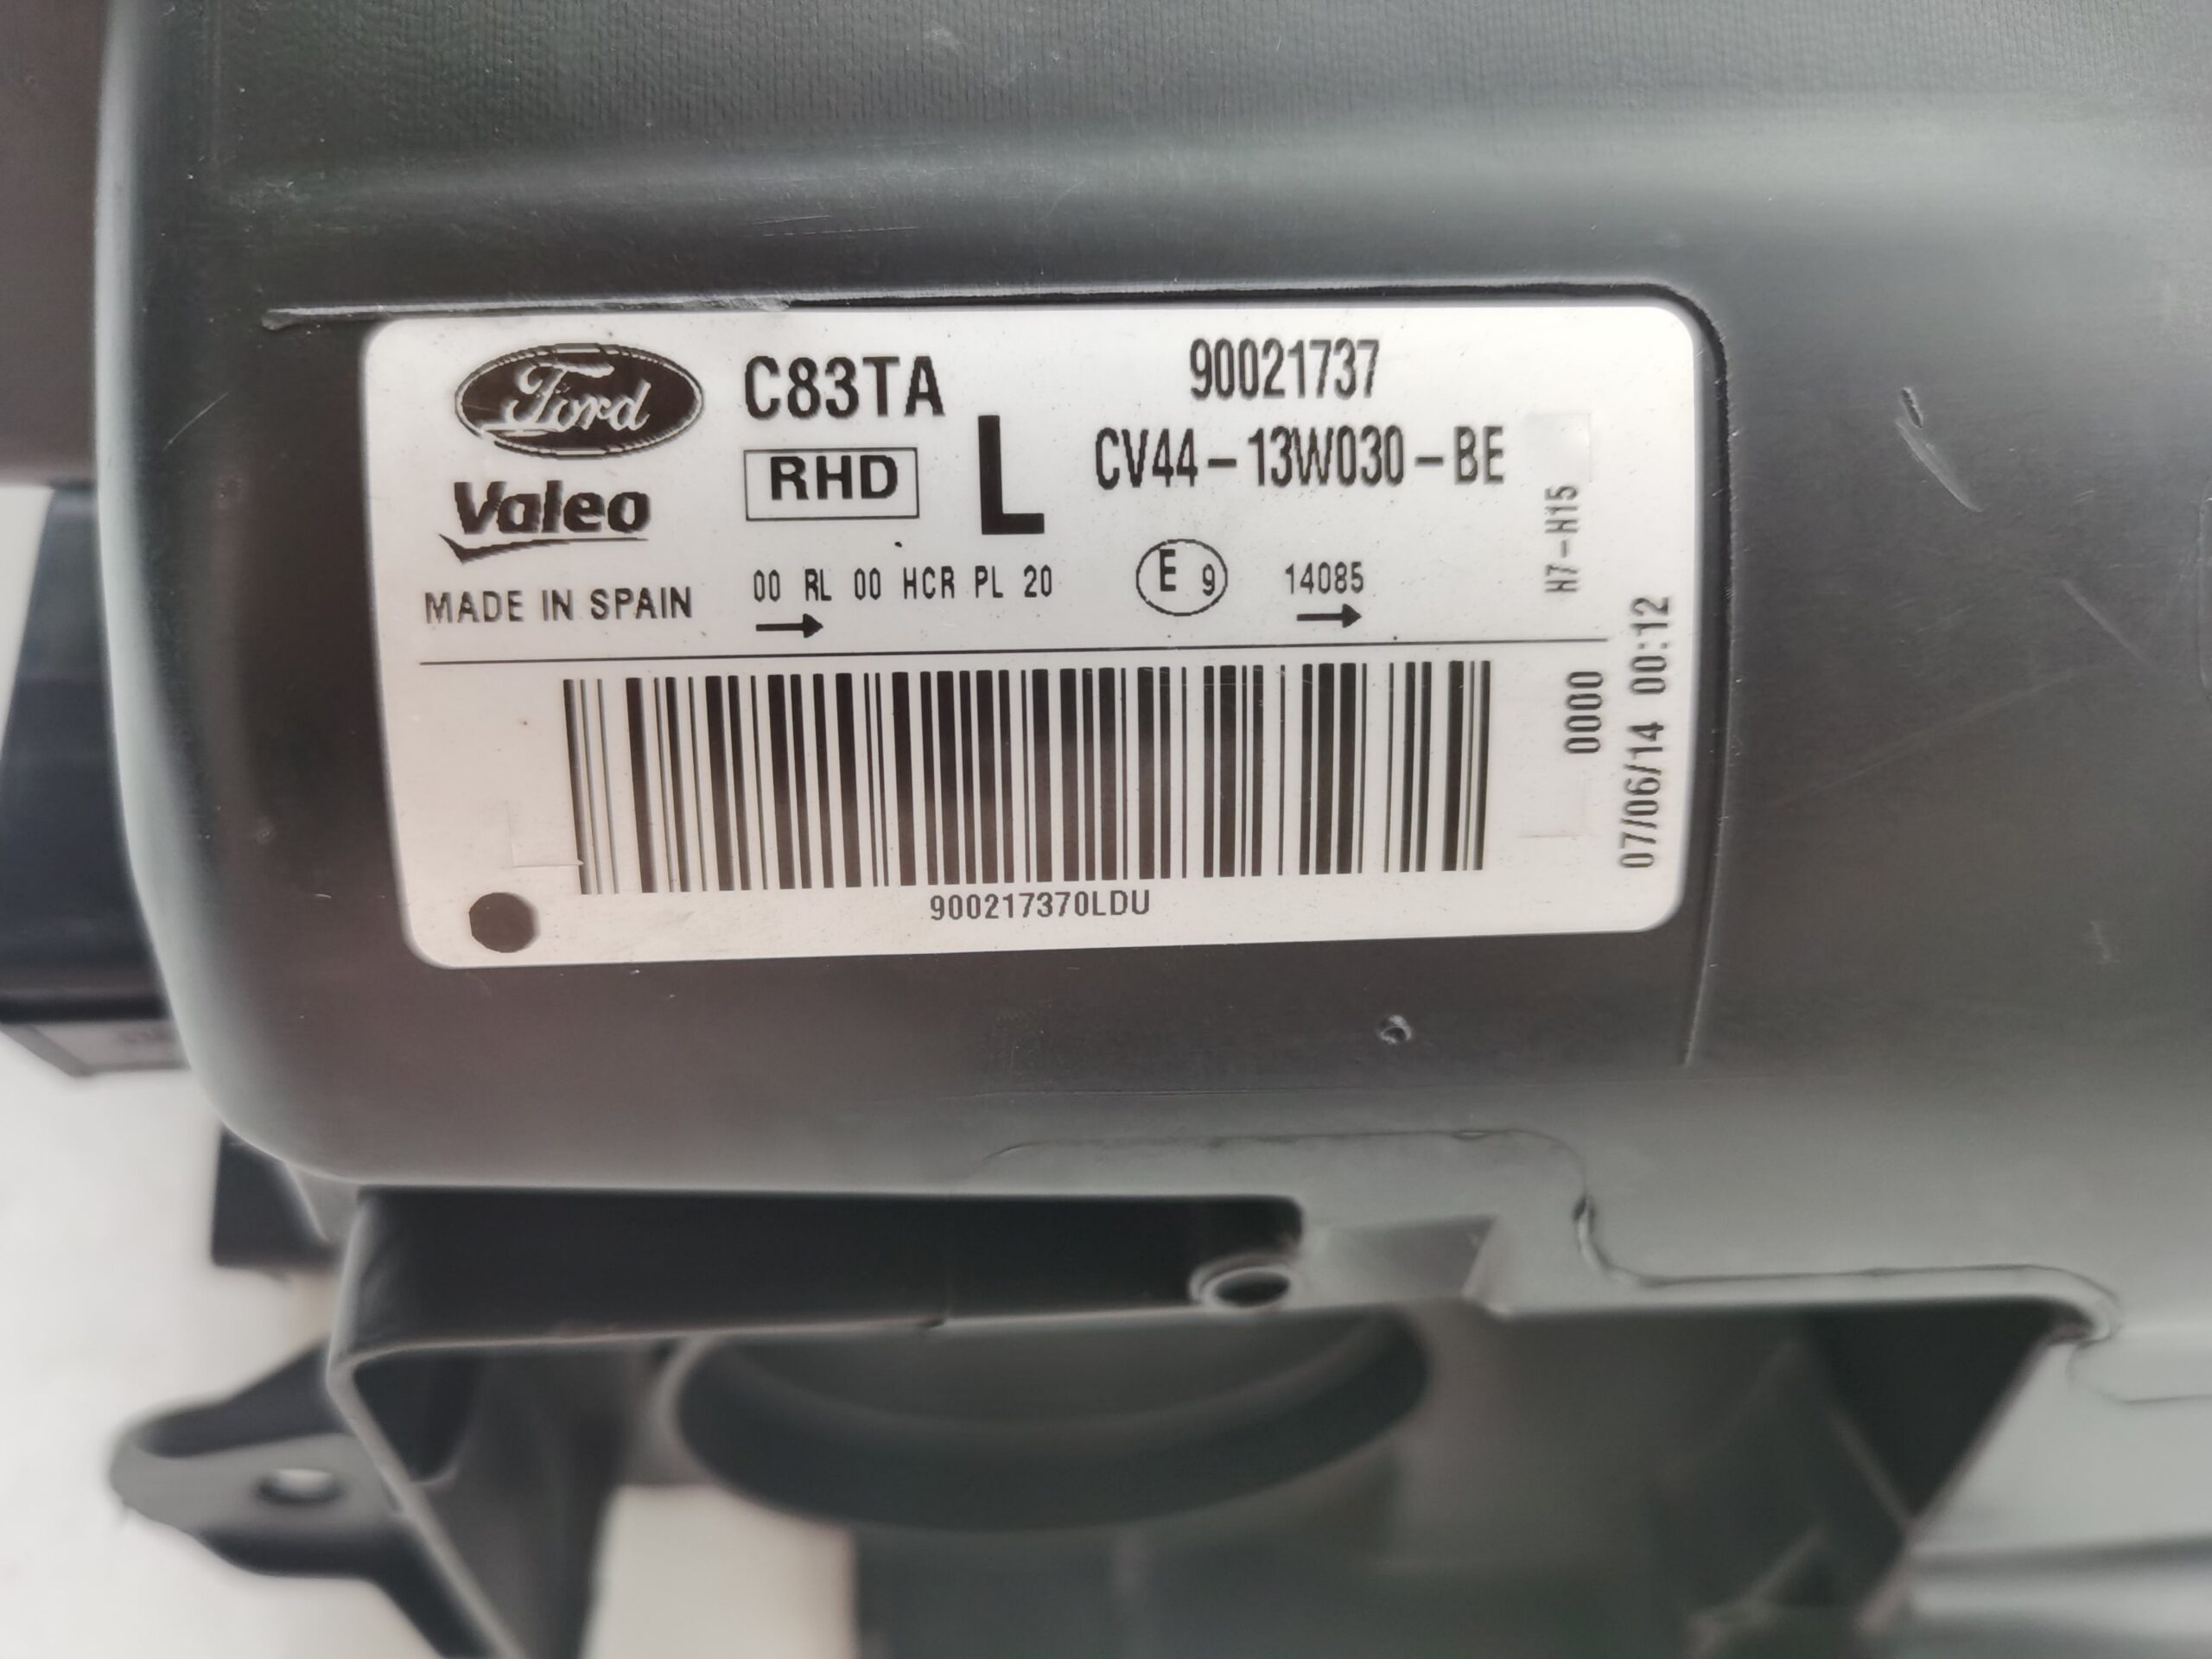 Ford
C83TA
90021737
RHD
L
CV44-13W030-BE
Valeo
MADE IN SPAIN
00 RL 00 HCR PL 20
E 9
14085
H7-H15
0000
07/06/14 00:12
900217370LDU